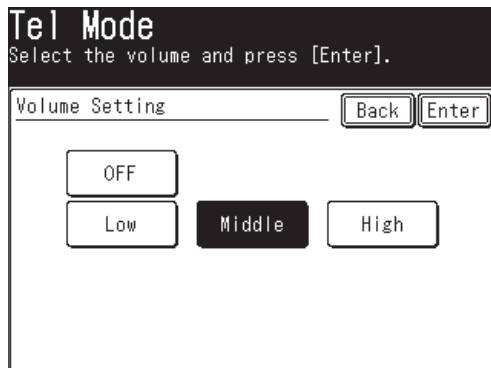 Tel Mode
Select the volume and press [Enter].
Volume Setting Back Enter
OFF
Low Middle High